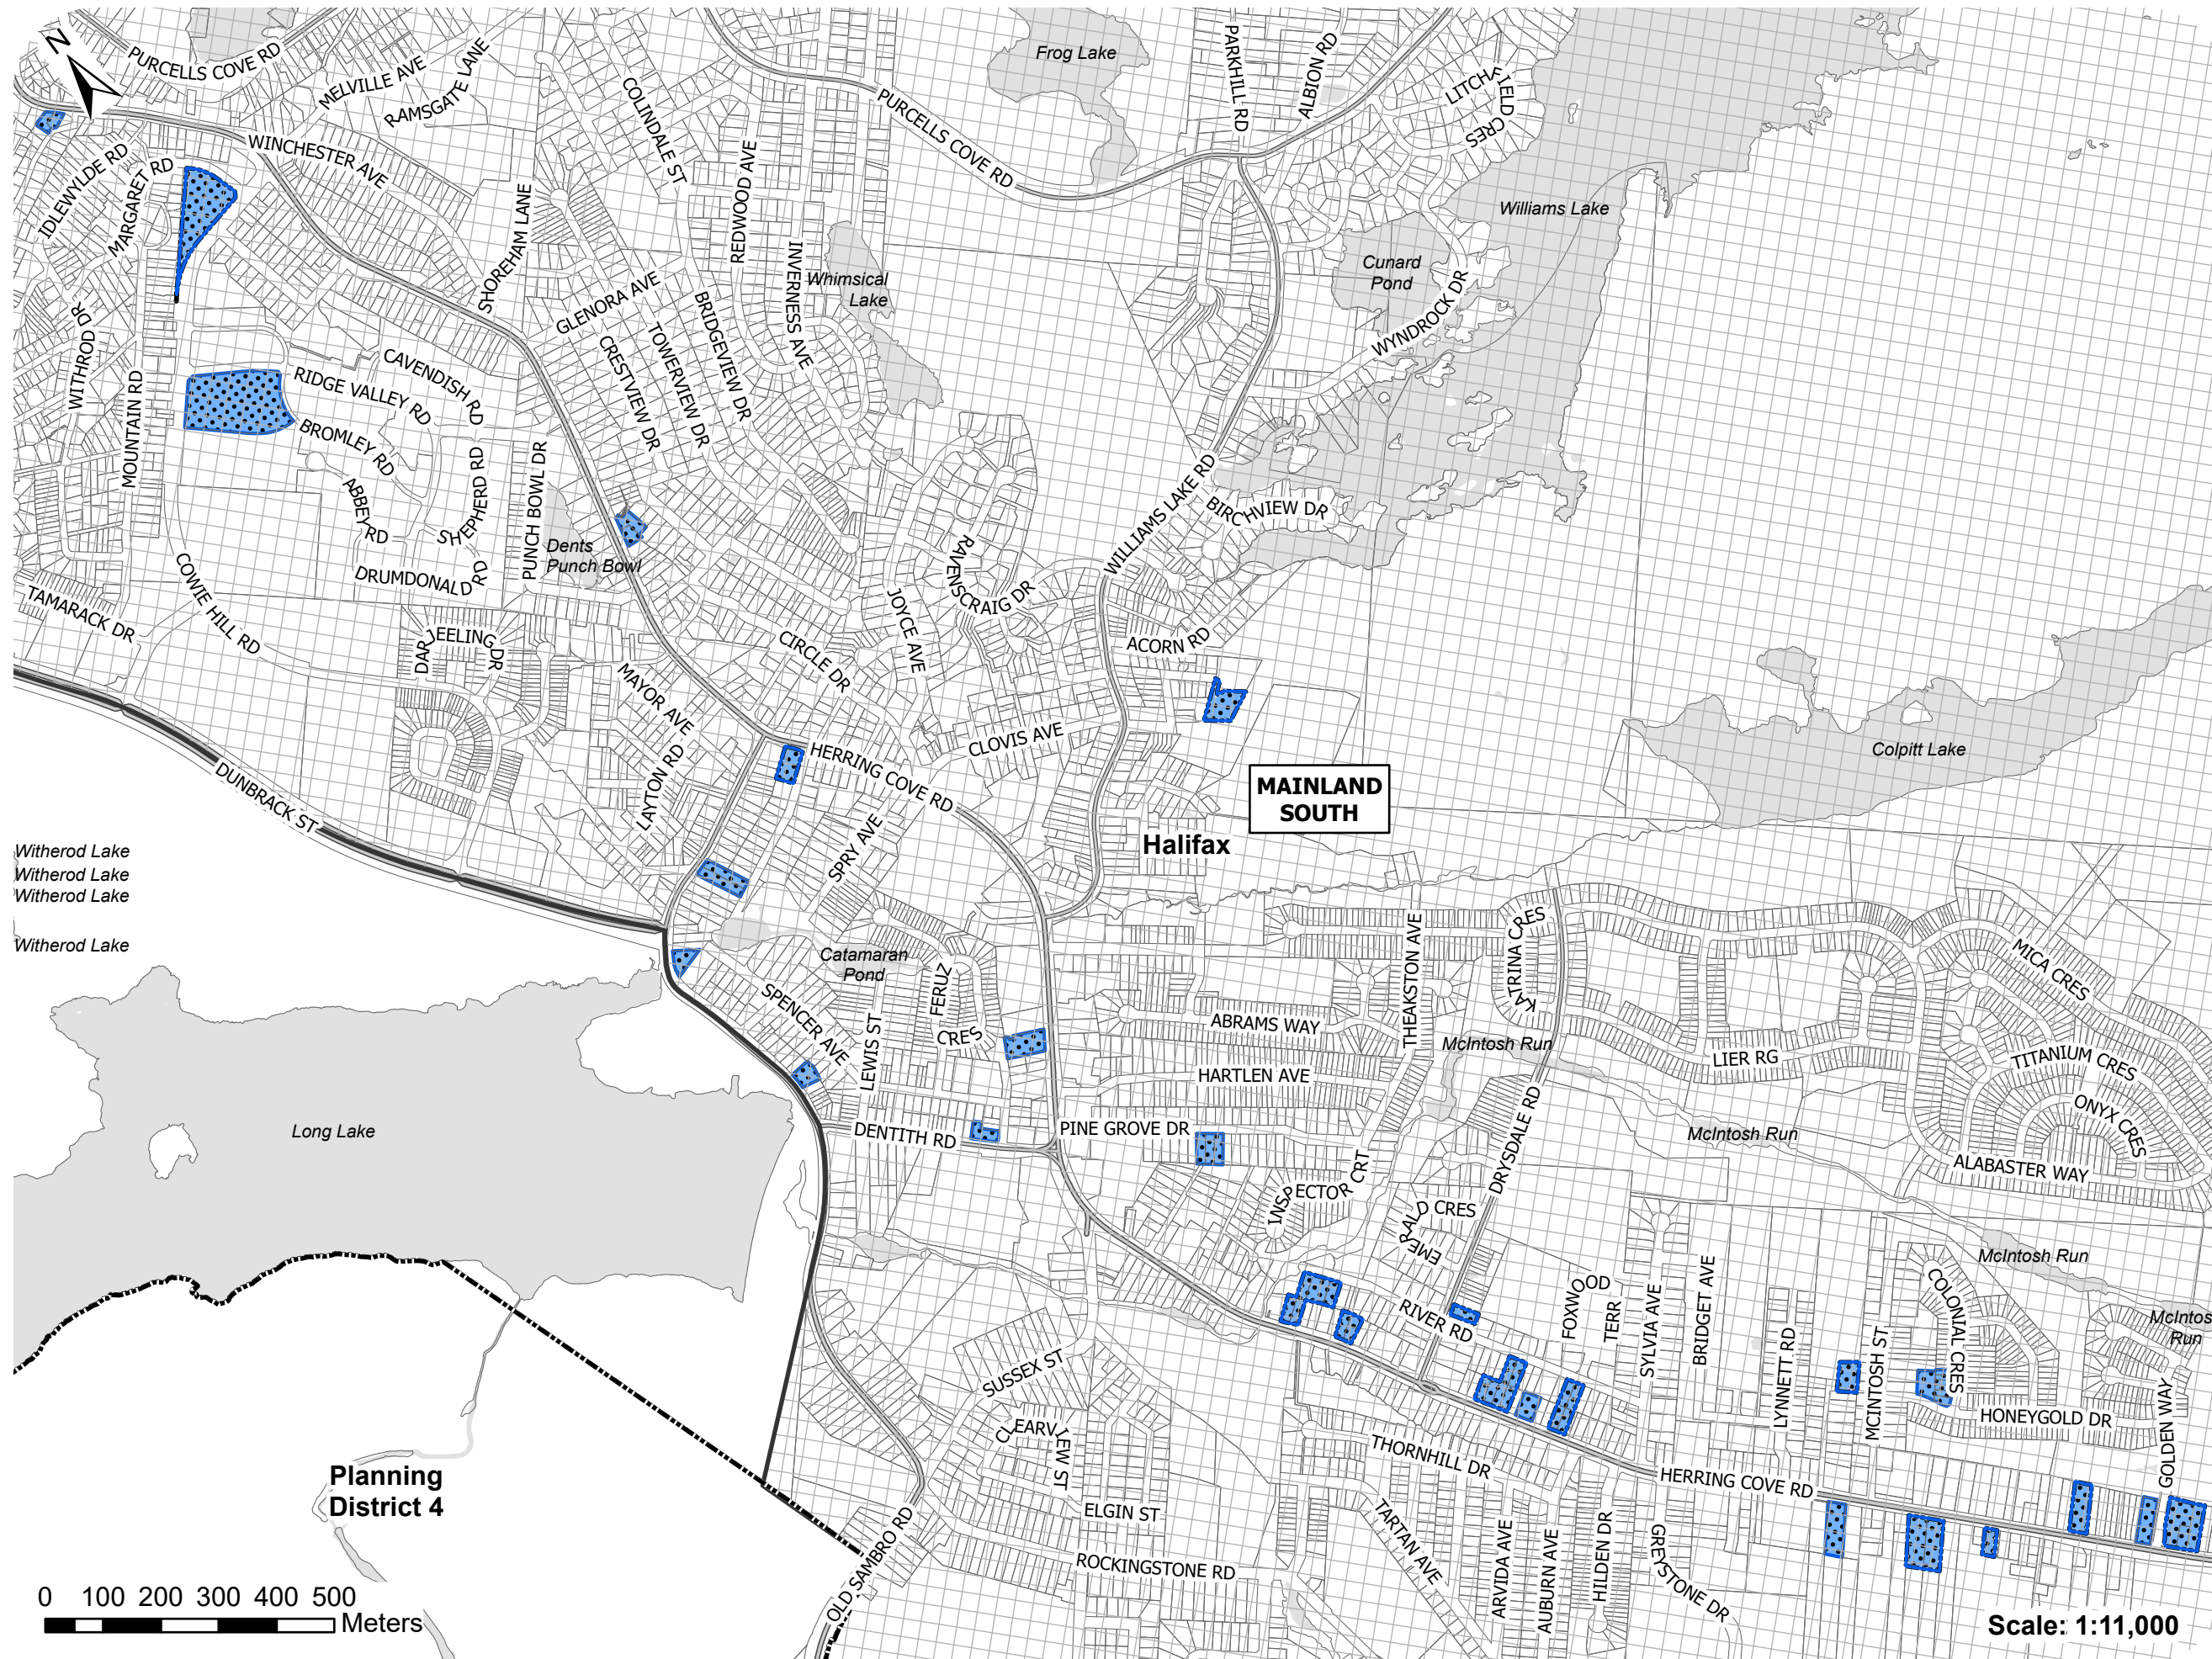 N
PURCELLS COVE RD
MELVILLE AVE
RAMSGATE LANE
WINCHESTER AVE
IDLEWYLDE RD
MARGARET RD
COLINDALE ST
REDWOOD AVE
PURCELLS COVE RD
Frog Lake
PARKHILL RD
ALBION RD
LITCHFIELD CRES
Williams Lake
SHOREHAM LANE
INVERNESS AVE
Whimsical
Lake
Cunard
Pond
WYNDROCK DR
GLENORA AVE
BRIDGEVIEW DR
TOWERVIEW DR
CRESTVIEW DR
WITHROD DR
MOUNTAIN RD
CAVENDISH RD
RIDGE VALLEY RD
BROMLEY RD
ABBEY RD
SHEPHERD RD
SHEPHERD RD
PUNCH BOWL DR
Dents
Punch Bowl
DRUMDONALD
WILLIAMS LAKE RD
BIRCHVIEW DR
RAVENSCRAIG DR
JOYCE AVE
COWIE HILL RD
TAMARACK DR
DARJEELING DR
CIRCLE DR
MAYOR AVE
ACORN RD
CLOVIS AVE
LAYTON RD
HERRING COVE RD
DUNBRACK ST
Colpitt Lake
MAINLAND
SOUTH
Halifax
SPRY AVE
Witherod Lake
Witherod Lake
Witherod Lake
Witherod Lake
Catamaran
Pond
FERUZ CRES
SPENCER AVE
LEWIS ST
THEAKSTON AVE
KATRINA CRES
MICA CRES
ABRAMS WAY
McIntosh Run
LIER RG
TITANIUM CRES
HARTLEN AVE
ONYX CRES
Long Lake
DENTITH RD
PINE GROVE DR
DRYSDALE RD
McIntosh Run
ALABASTER WAY
INSPECTOR CRT
EMERALD CRES
McIntosh Run
RIVER RD
FOXWOOD TERR
SYLVIA AVE
BRIDGET AVE
LYNNETT RD
MCINTOSH ST
COLONIAL CRES
McIntos
Run
SUSSEX ST
HONEYGOLD DR
GOLDEN WAY
CLEARVIEW ST
THORNHILL DR
HERRING COVE RD
Planning
District 4
ELGIN ST
OLD SAMBRO RD
ROCKINGSTONE RD
TARTAN AVE
ARVIDA AVE
AUBURN AVE
HILDEN DR
GREYSTONE DR
0 100 200 300 400 500
Meters
Scale: 1:11,000